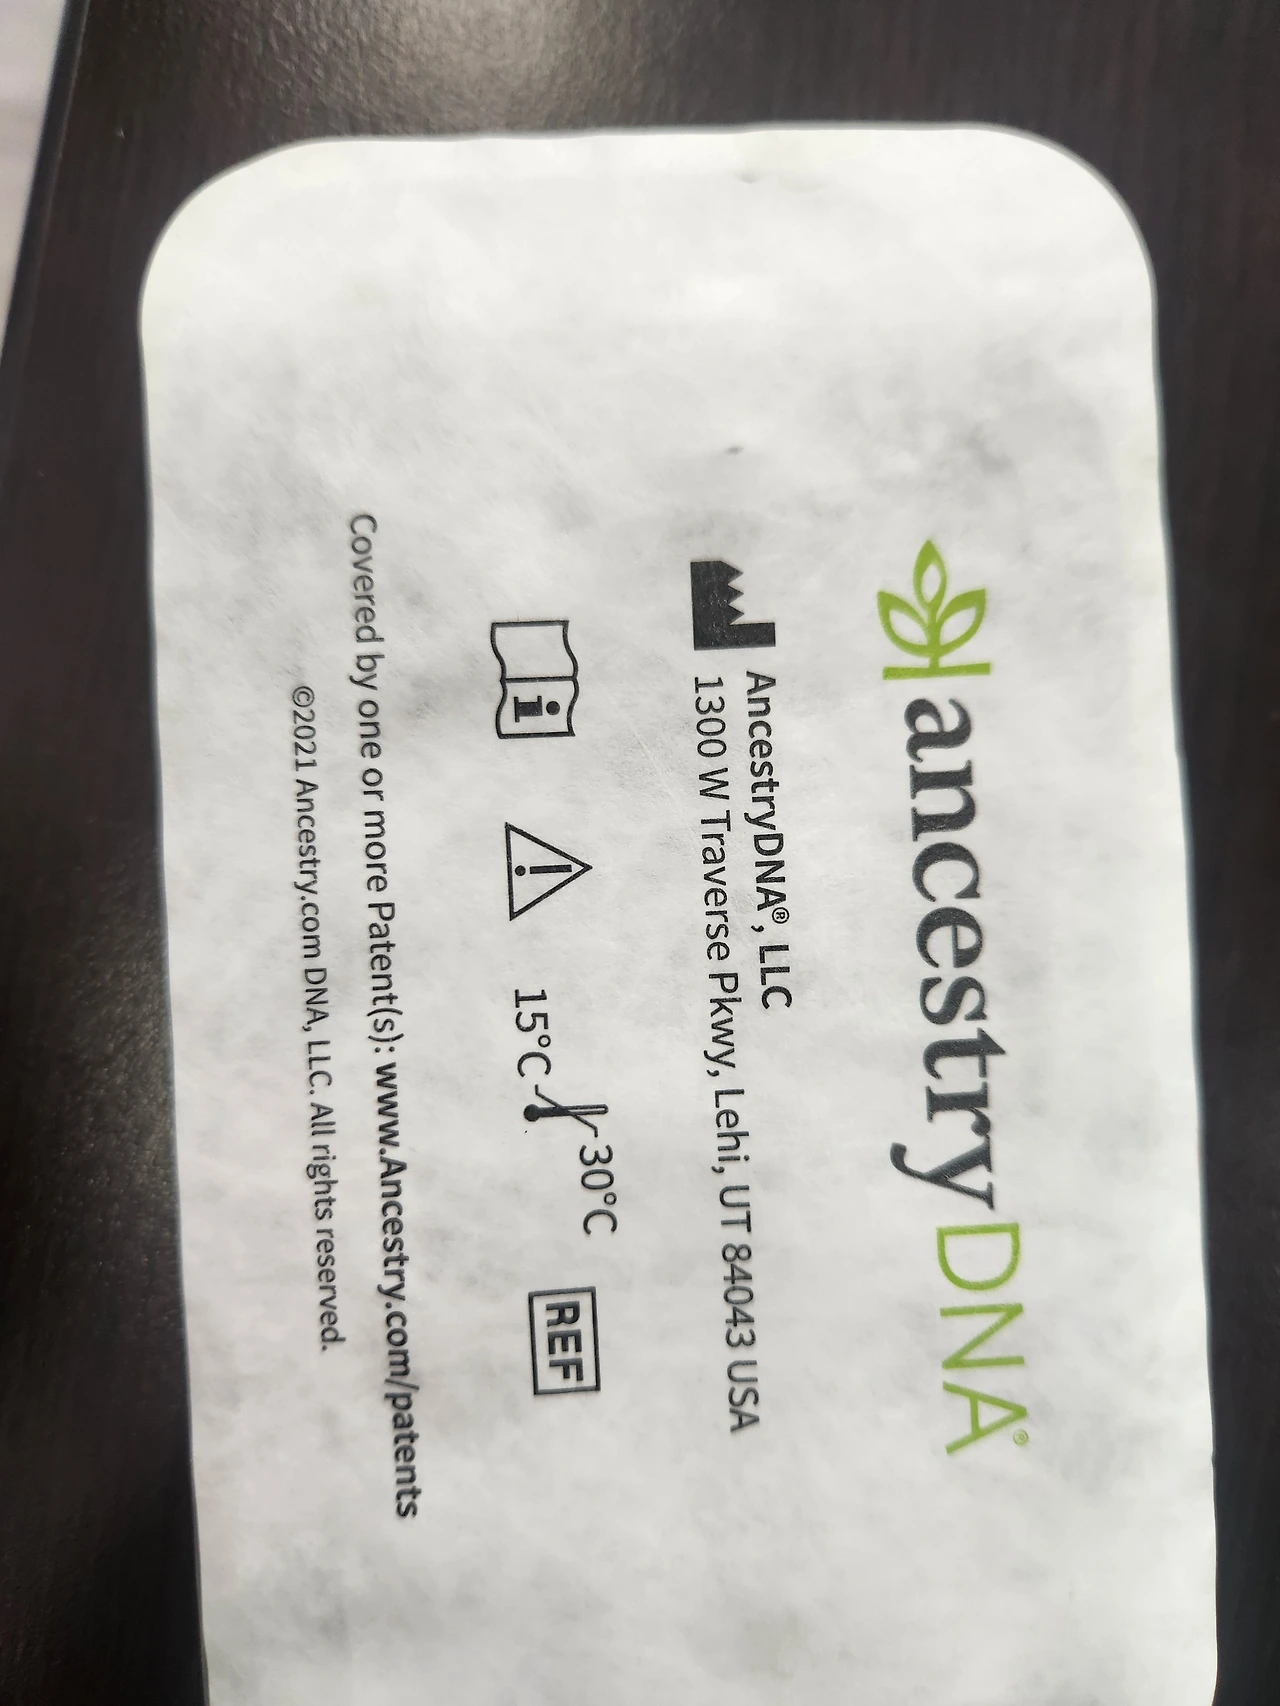 ancestryDNA®
AncestryDNA®, LLC
1300 W Traverse Pkwy, Lehi, UT 84043 USA
i
!
15°C
30°C
REF
Covered by one or more Patent(s): www.Ancestry.com/patents
©2021 Ancestry.com DNA, LLC. All rights reserved.